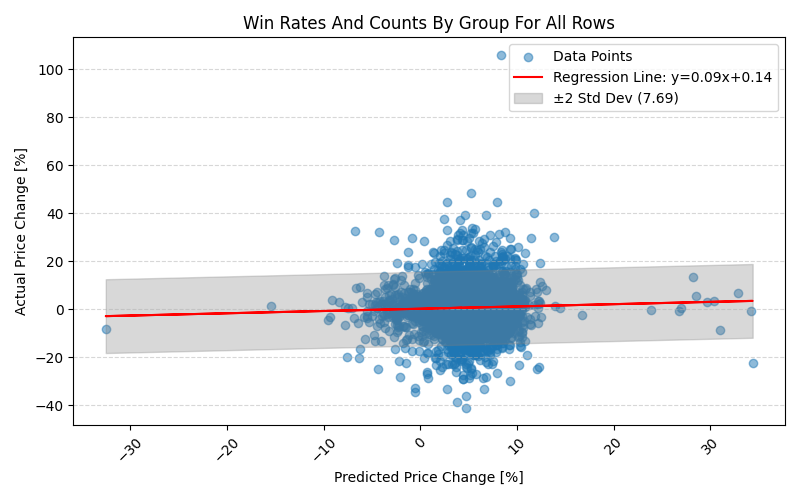 Win Rates And Counts By Group For All Rows
Data Points
Regression Line: y=0.09x+0.14
±2 Std Dev (7.69)
Actual Price Change [%]
100
80
60
40
20
0
−20
−40
−30
−20
−10
0
10
20
30
Predicted Price Change [%]